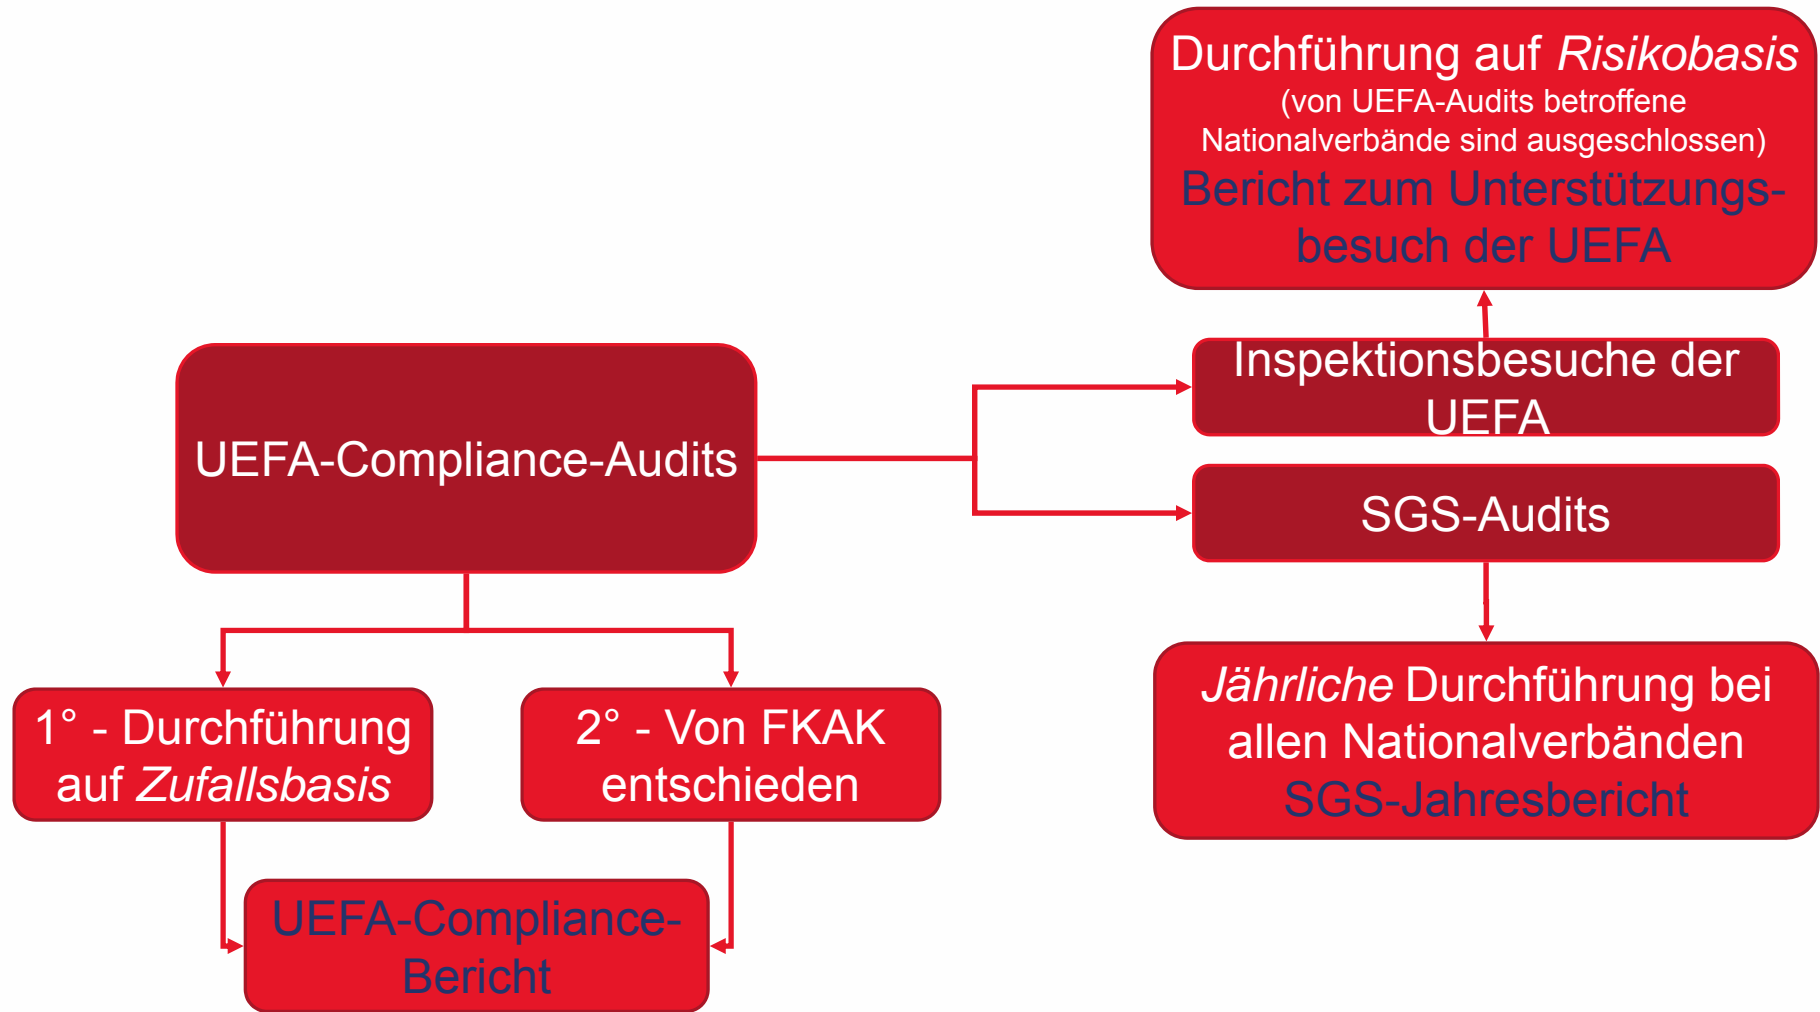 Durchführung auf Risikobasis
(von UEFA-Audits betroffene
Nationalverbände sind ausgeschlossen)
Bericht zum Unterstützungs-
besuch der UEFA
Inspektionsbesuche der
UEFA
UEFA-Compliance-Audits
SGS-Audits
1° - Durchführung
auf Zufallsbasis
2° - Von FKAK
entschieden
Jährliche Durchführung bei
allen Nationalverbänden
SGS-Jahresbericht
UEFA-Compliance-
Bericht